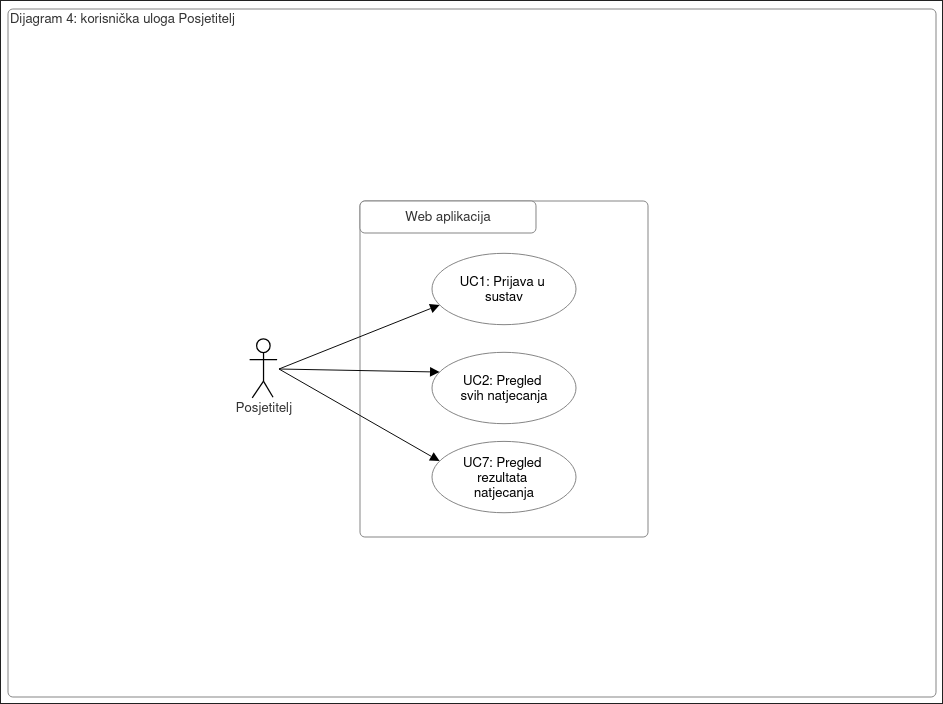 Dijagram 4: korisnička uloga Posjetitelj
Web aplikacija
UC1: Prijava u
sustav
UC2: Pregled
svih natjecanja
Posjetitelj
UC7: Pregled
rezultata
natjecanja